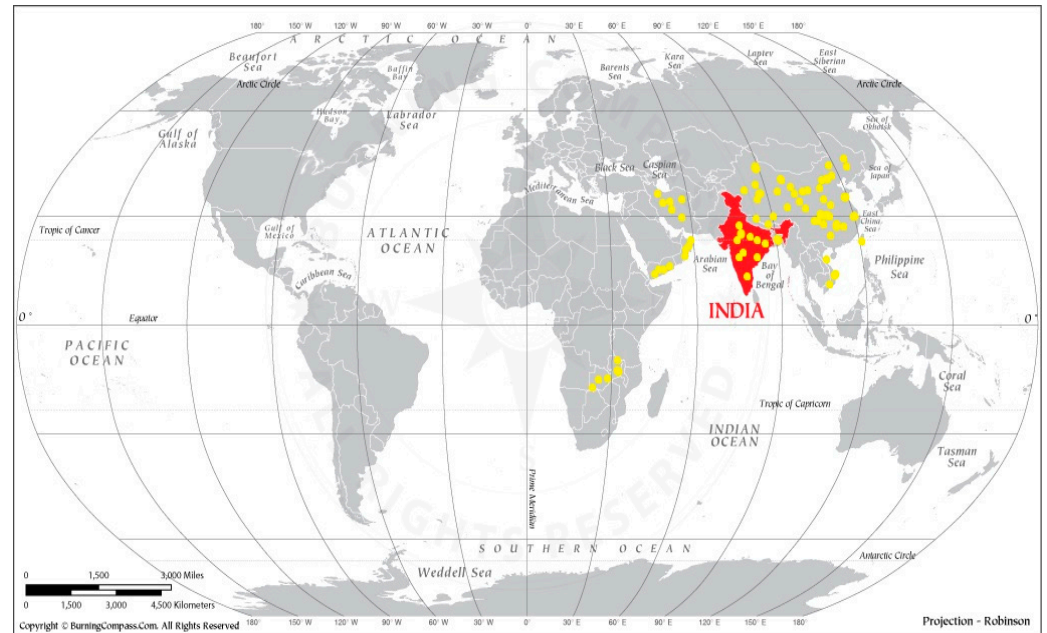 180° 150° W 120° W 90° W 60° W 30° W 0° 30° E 60° E 90° E 120° E 150° E 180°
ARCTIC OCEAN
Beaufort Sea
Baffin Bay
Barents Sea
Kara Sea
Laptev Sea
East Siberian Sea
Arctic Circle
Arctic Circle
Hudson Bay
Labrador Sea
Gulf of Alaska
Sea of Okhotsk
Black Sea
Caspian Sea
Sea of Japan
Mediterranean Sea
Tropic of Cancer
Gulf of Mexico
ATLANTIC OCEAN
East China Sea
Arabian Sea
Bay of Bengal
Philippine Sea
Caribbean Sea
INDIA
0°
Equator
0°
PACIFIC OCEAN
Coral Sea
Tropic of Capricorn
INDIAN OCEAN
Tasman Sea
Prime Meridian
SOUTHERN OCEAN
Weddell Sea
Antarctic Circle
0 1,500 3,000 Miles
0 1,500 3,000 4,500 Kilometers
180° 150° W 120° W 90° W 60° W 30° W 0° 30° E 60° E 90° E 120° E 150° E 180°
Copyright © BurningCompass.Com. All Rights Reserved
Projection - Robinson